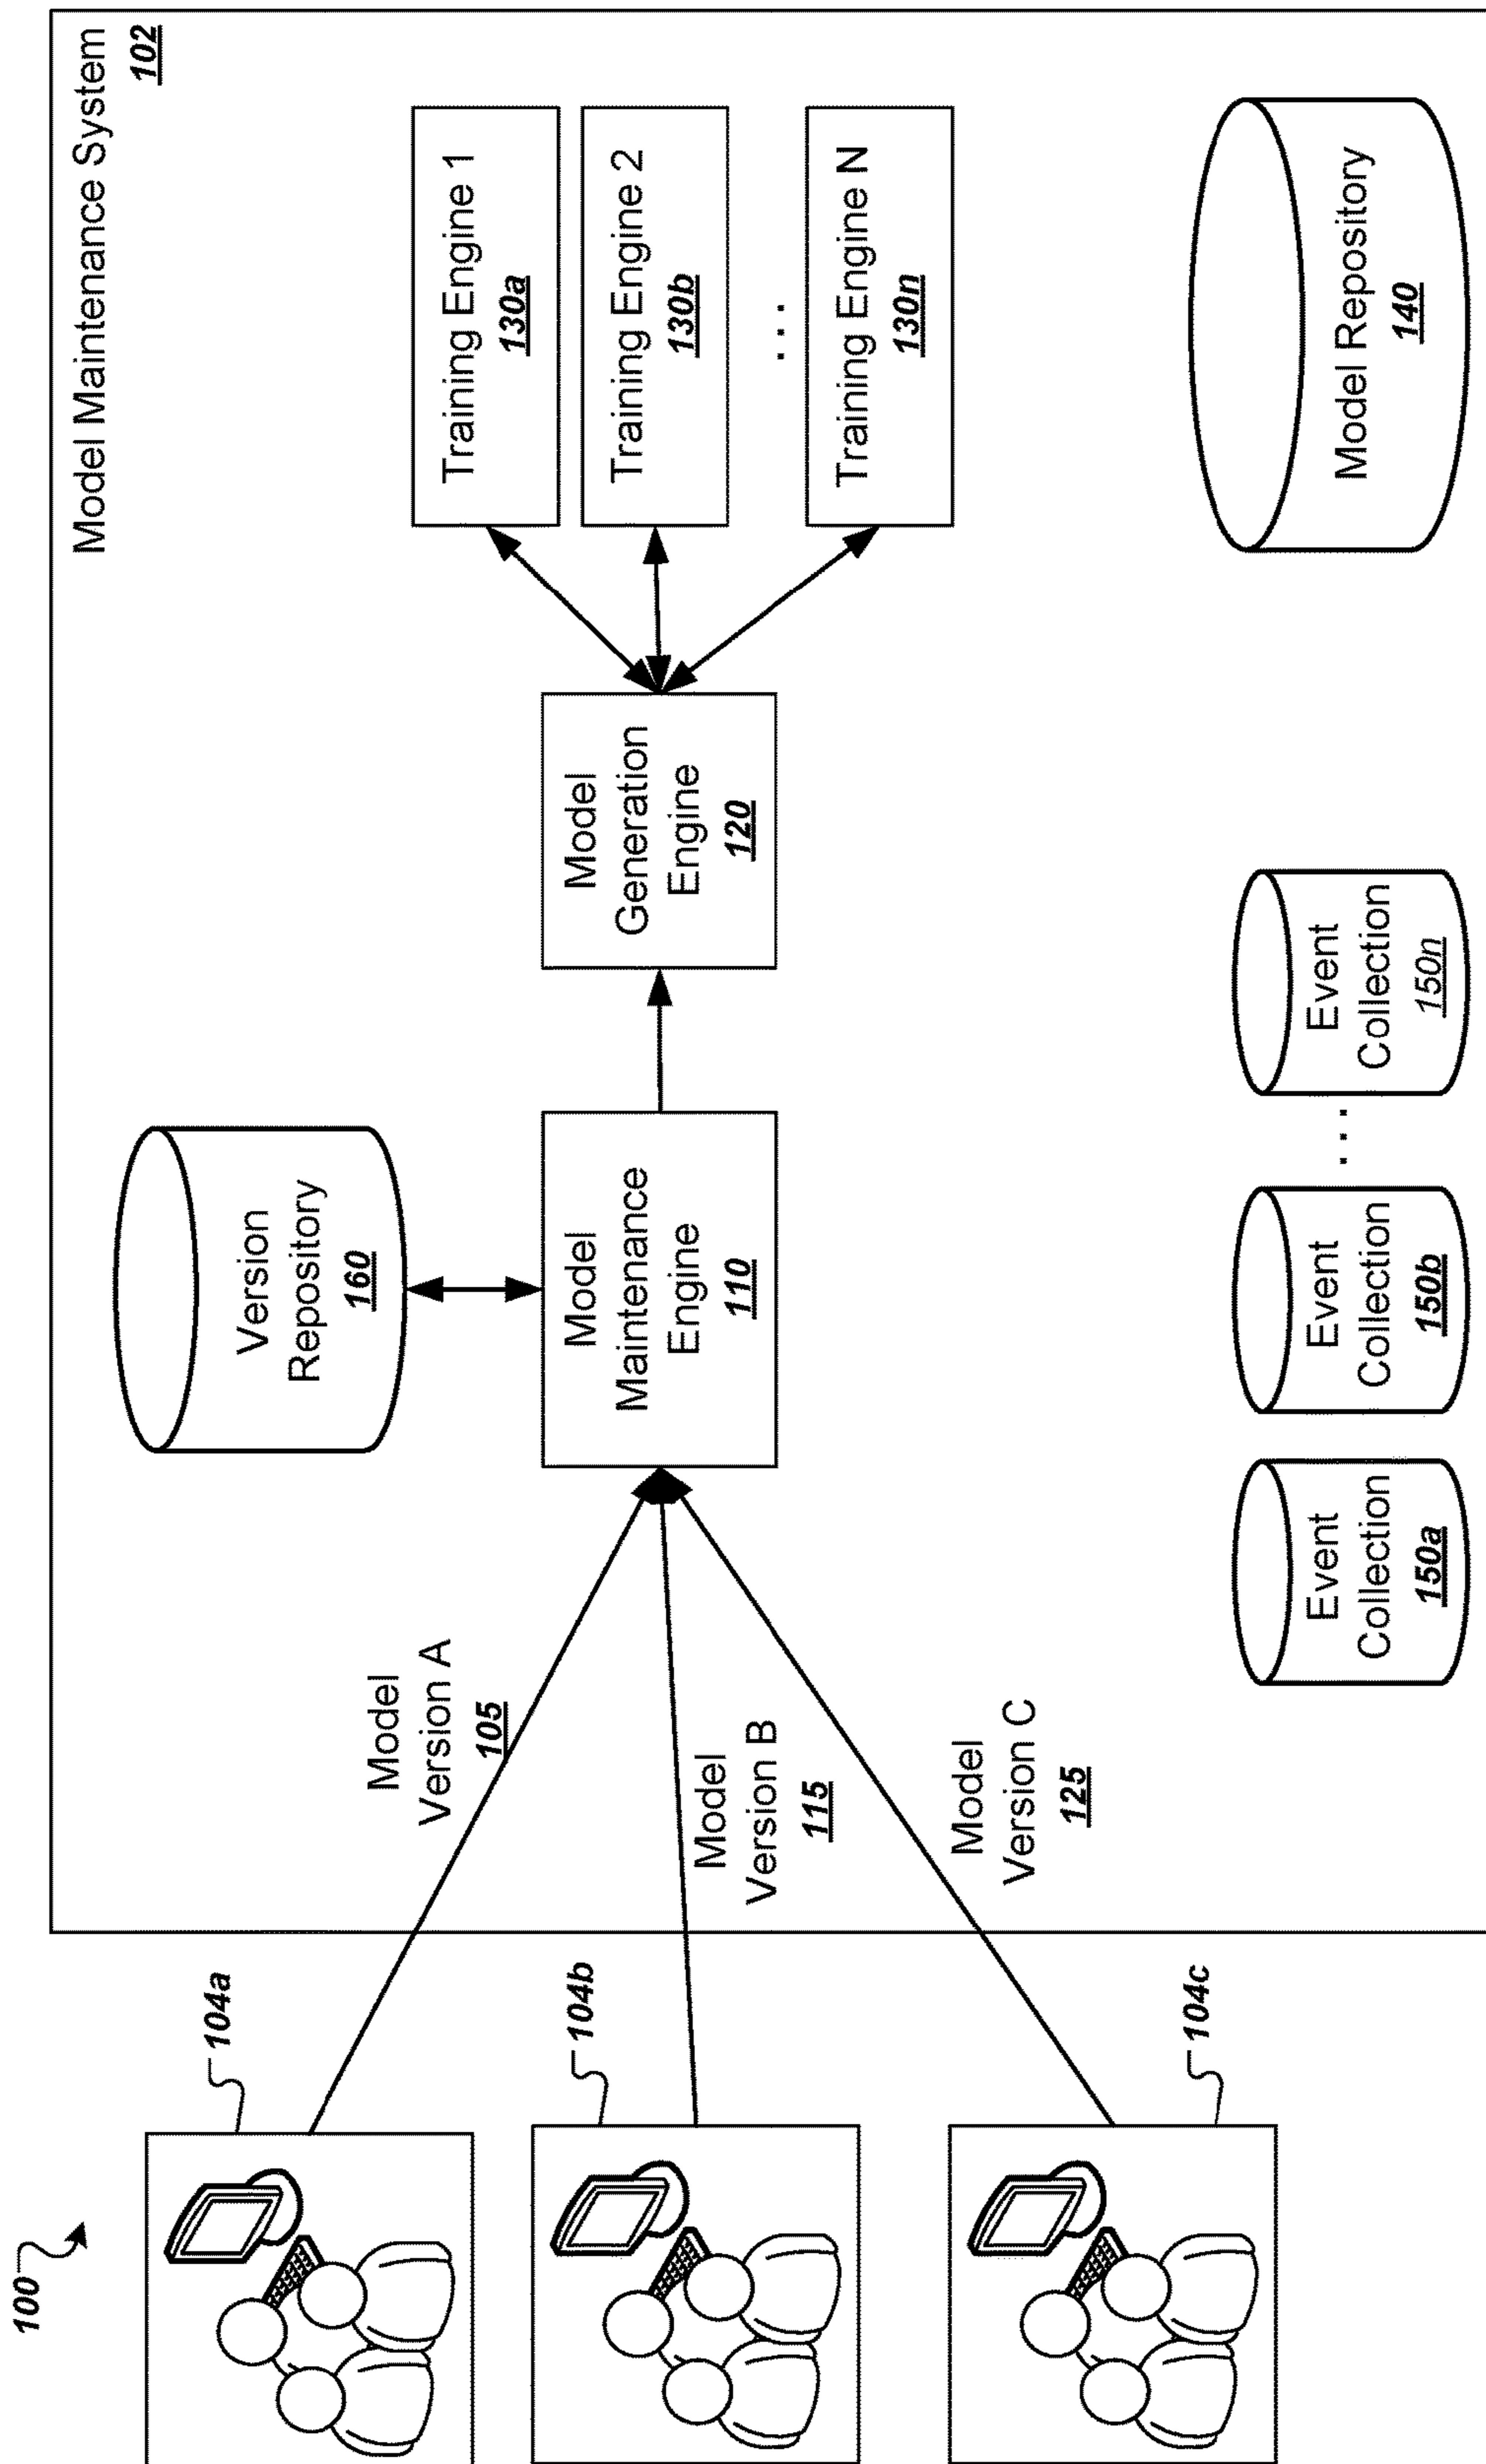 100
Model Maintenance System
102
104a
104b
104c
Model
Version A
105
Model
Version B
115
Model
Version C
125
Version
Repository
160
Model
Maintenance
Engine
110
Model
Generation
Engine
120
Training Engine 1
130a
Training Engine 2
130b
...
Training Engine N
130n
Event
Collection
150a
Event
Collection
150b
...
Event
Collection
150n
Model Repository
140